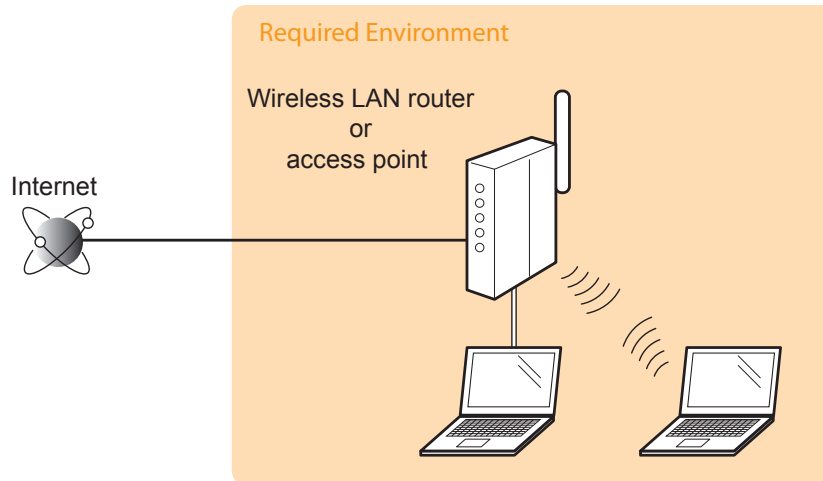 Required Environment
Wireless LAN router
or
access point
Internet